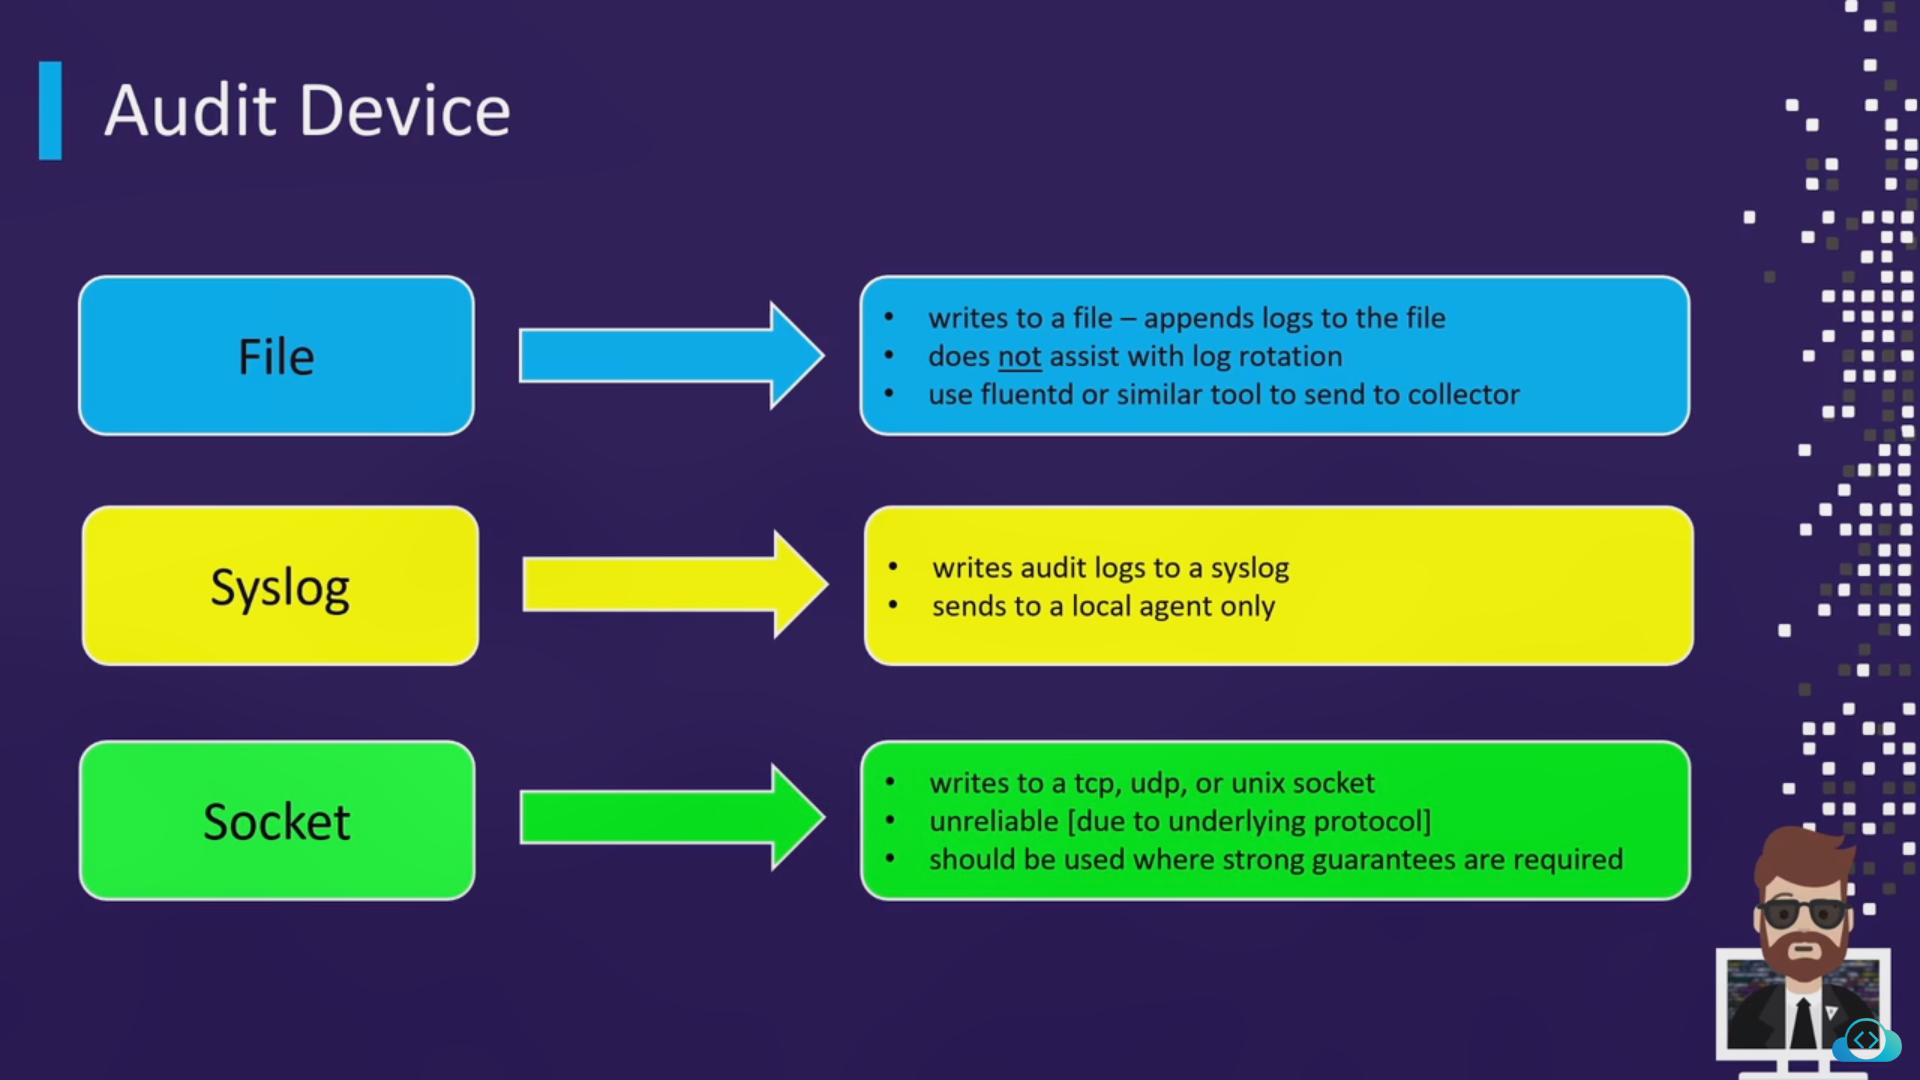 Audit Device
File
• writes to a file – appends logs to the file
• does not assist with log rotation
• use fluentd or similar tool to send to collector
Syslog
• writes audit logs to a syslog
• sends to a local agent only
Socket
• writes to a tcp, udp, or unix socket
• unreliable [due to underlying protocol]
• should be used where strong guarantees are required